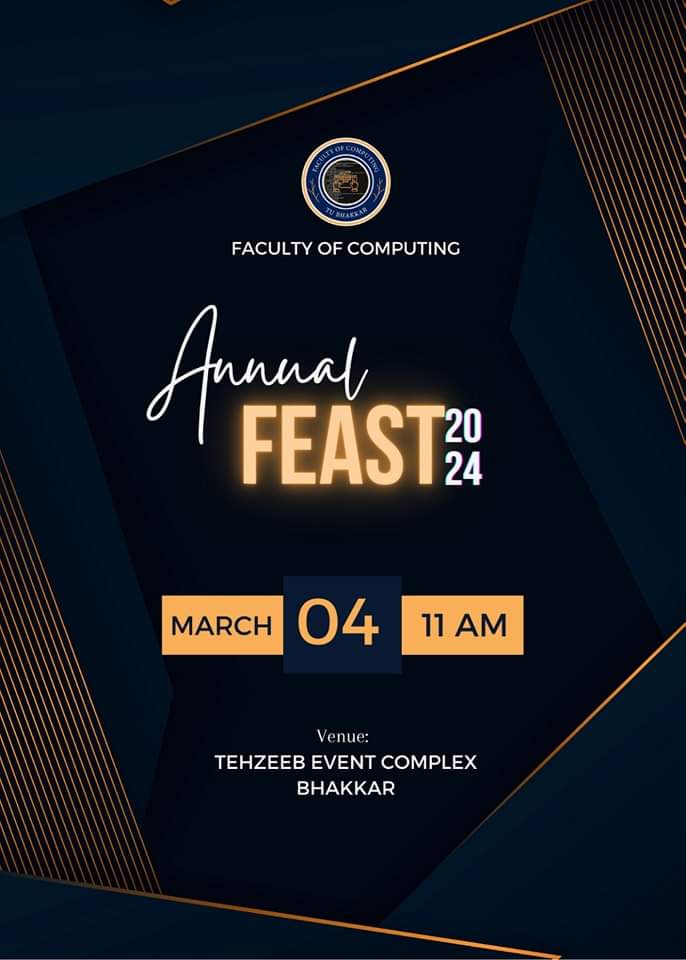 FACULTY OF COMPUTING
TU BHAKKAR
FACULTY OF COMPUTING
Annual
FEAST 20
24
MARCH 04 11 AM
Venue:
TEHZEEB EVENT COMPLEX
BHAKKAR